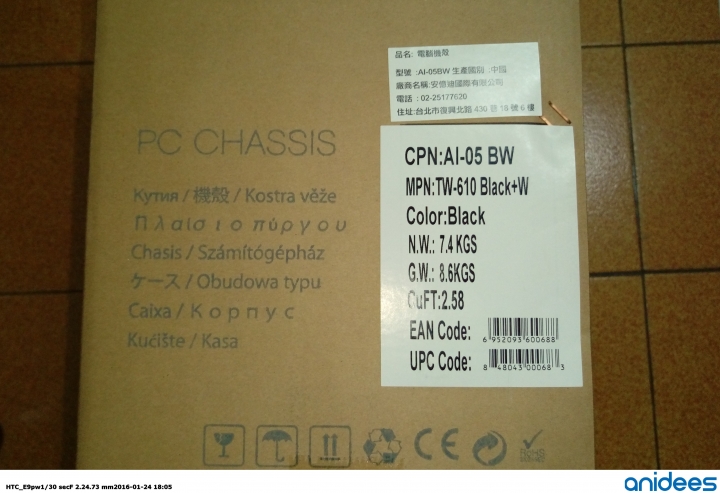 品名: 電腦機殼
型號 :AI-05BW 生產國別 :中國
廠商名稱:安億迪國際有限公司
電話 : 02-25177620
住址:台北市復興北路 430 巷 18 號 6 樓
PC CHASSIS
Кутия / 機殼 / Kostra věže
Πλαίσιο πύργου
Chasis / Számítógépház
ケース / Obudowa typu
Caixa / Корпус
Kućište / Kasa
CPN:AI-05 BW
MPN:TW-610 Black+W
Color:Black
N.W.: 7.4 KGS
G.W.: 8.6KGS
CuFT:2.58
EAN Code: 6 952093 600688
UPC Code: 8 48043 00068 3
CE
RoHS
HTC_E9pw1/30 secF 2.24.73 mm2016-01-24 18:05
anidees